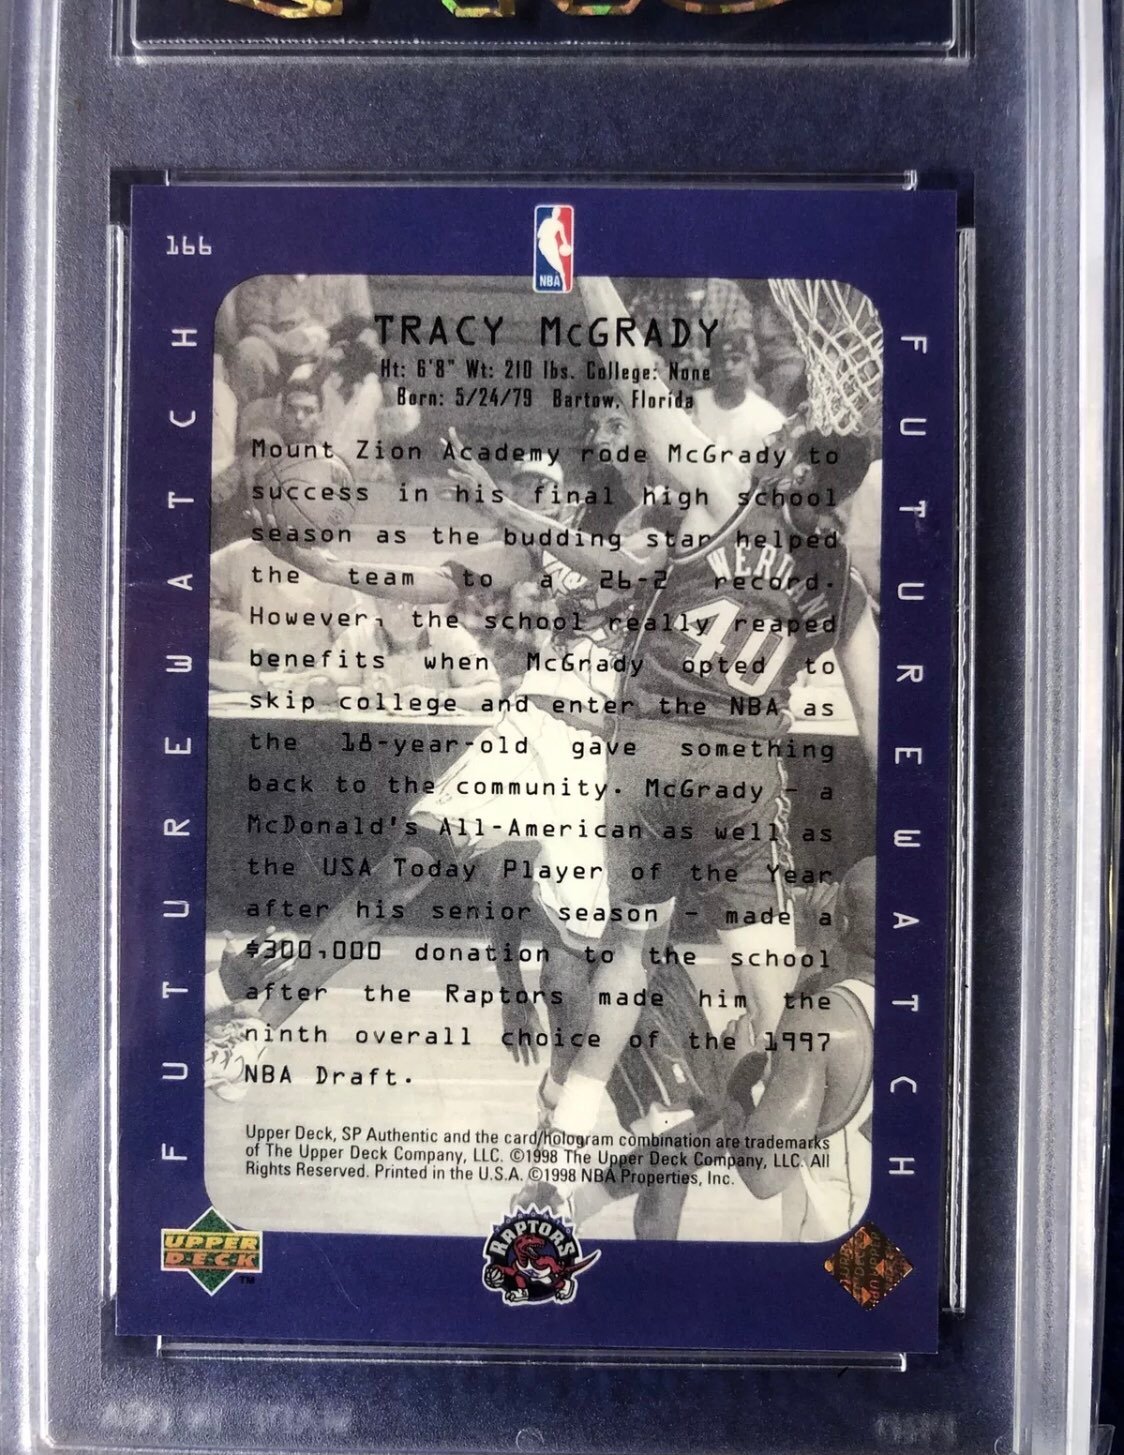 166
NBA
TRACY McGRADY
Ht: 6'8" Wt: 210 lbs. College: None
Born: 5/24/79 Bartow, Florida
Mount Zion Academy rode McGrady to
success in his final high school
season as the budding star helped
the team to a 26-2 record.
However, the school really reaped
benefits when McGrady opted to
skip college and enter the NBA as
the 18-year-old gave something
back to the community. McGrady - a
McDonald's All-American as well as
the USA Today Player of the Year
after his senior season - made a
$300,000 donation to the school
after the Raptors made him the
ninth overall choice of the 1997
NBA Draft.
Upper Deck, SP Authentic and the card/hologram combination are trademarks
of The Upper Deck Company, LLC. ©1998 The Upper Deck Company, LLC. All
Rights Reserved. Printed in the U.S.A. ©1998 NBA Properties, Inc.
FUTUREWATCH
FUTUREWATCH
40
UPPER
DECK
TM
RAPTORS